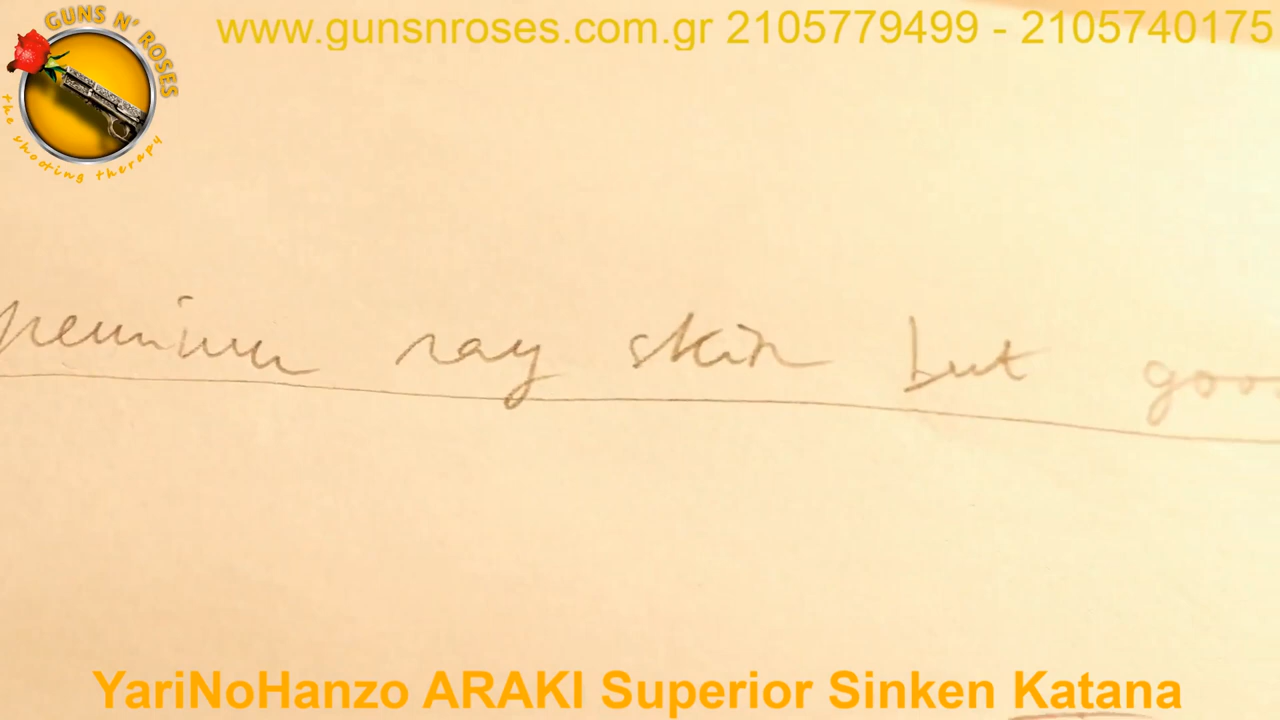 GUNS N' ROSES
the shooting therapy
www.gunsnroses.com.gr 2105779499 - 2105740175
premium ray skin but
YariNoHanzo ARAKI Superior Sinken Katana